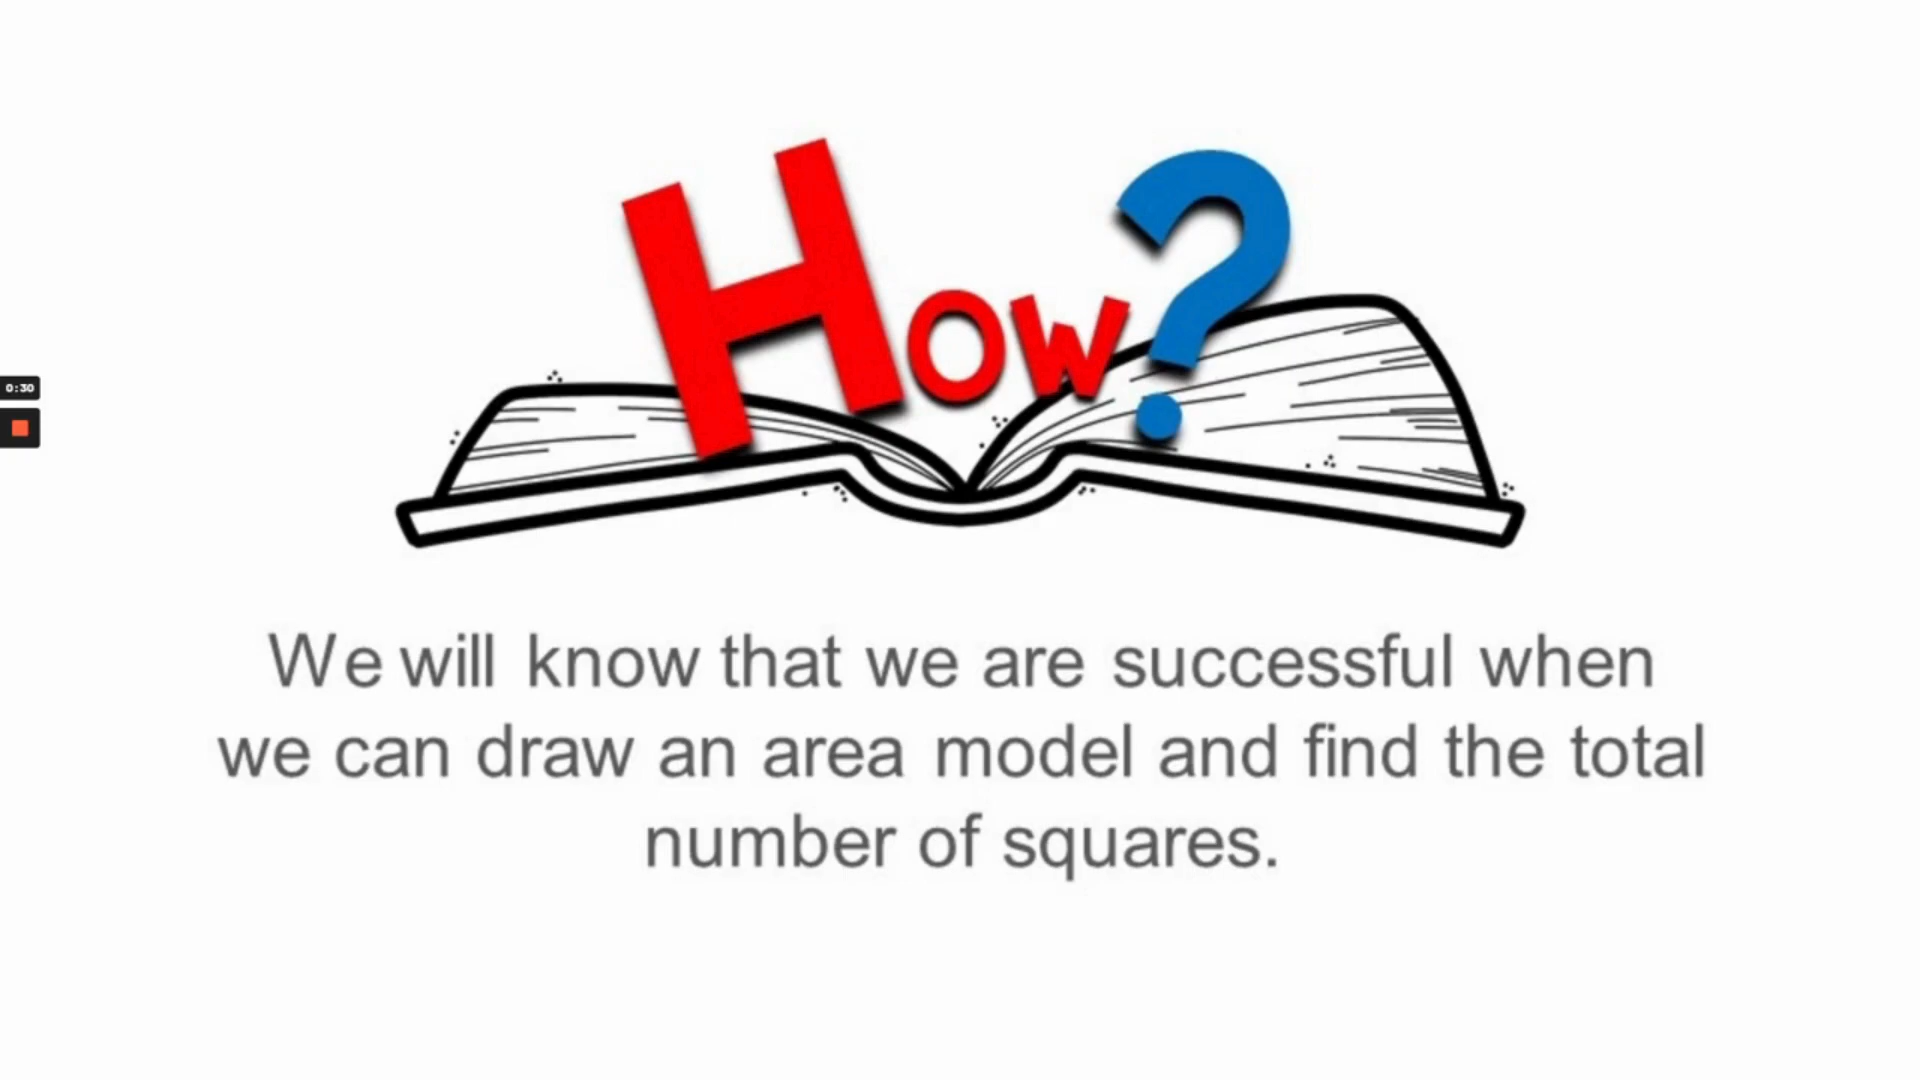 How?
0:30
We will know that we are successful when
we can draw an area model and find the total
number of squares.